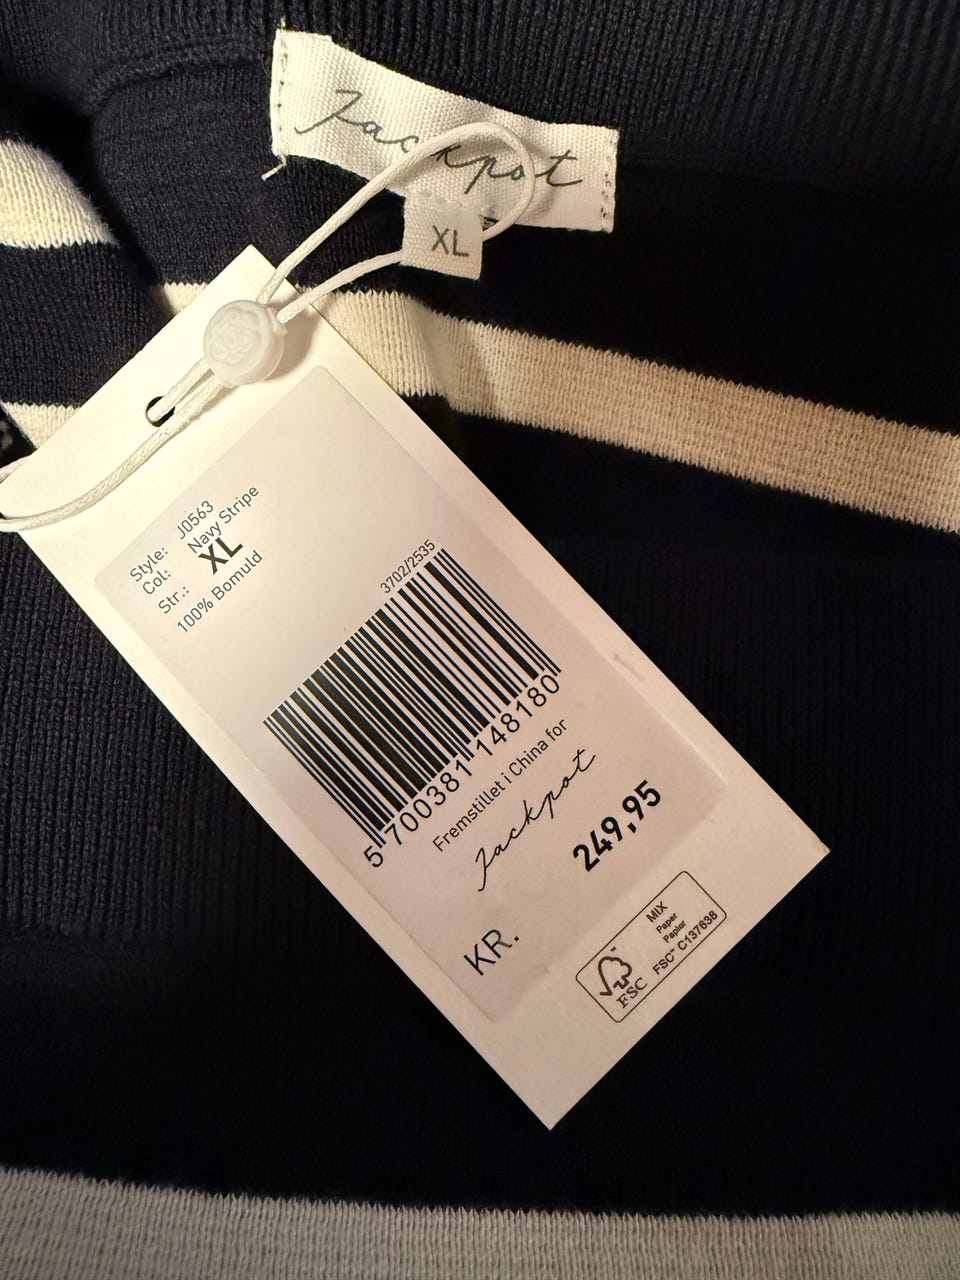 Jackpot
XL
Style: J0563
Col: Navy Stripe
Str.: XL
100% Bomuld
3702/2535
5 700381 148180
Fremstillet i China for
Jackpot
249,95
KR.
MIX
Paper
Papier
FSC™ C137638
FSC